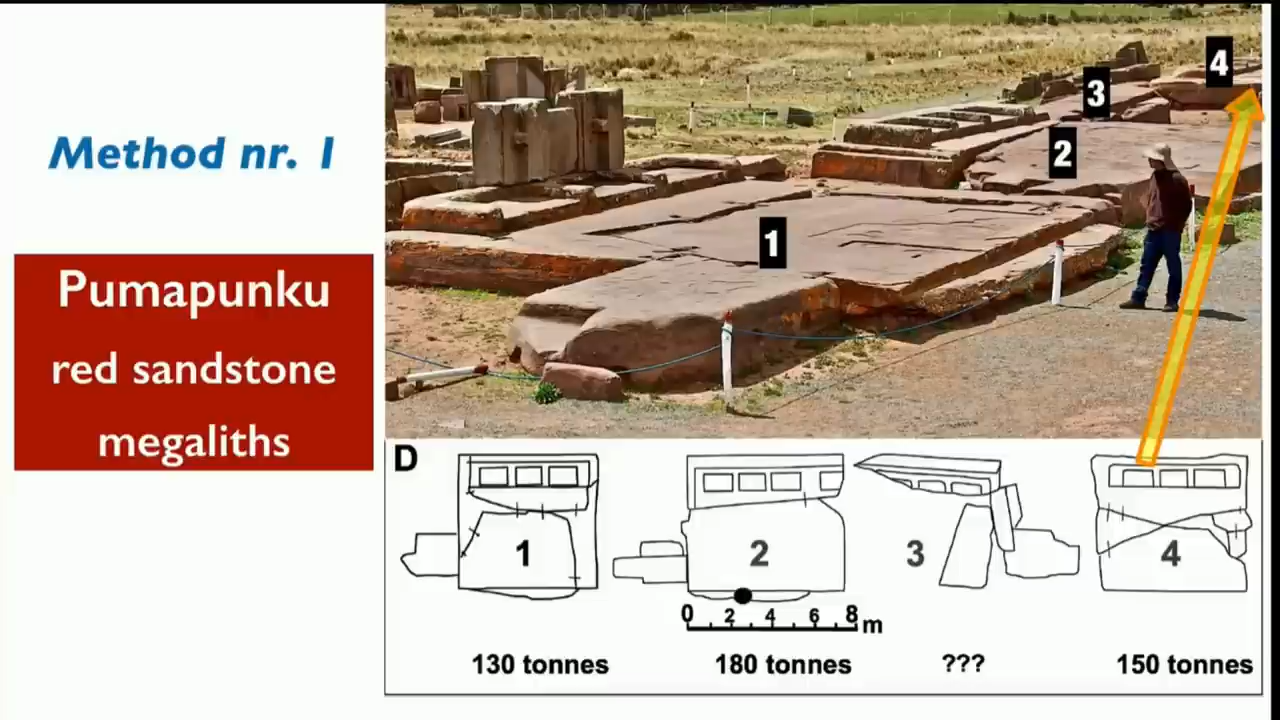 Method nr. 1
Pumapunku
red sandstone
megaliths
1
2
3
4
D
1
2
3
4
0 2 4 6 8 m
130 tonnes
180 tonnes
???
150 tonnes